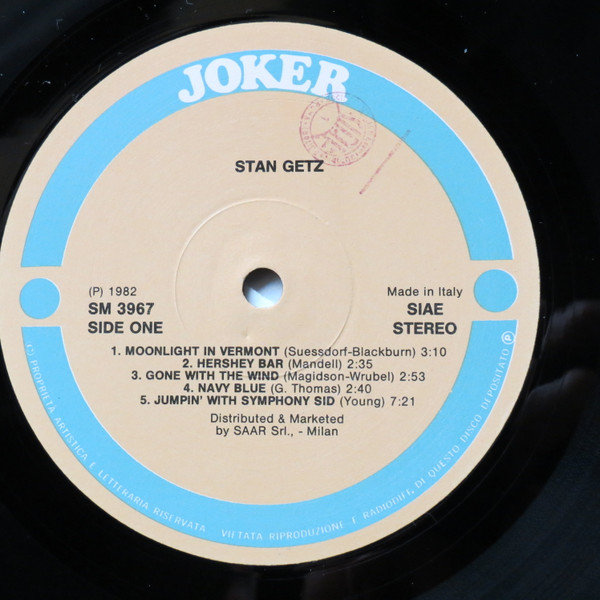 JOKER
STAN GETZ
(P) 1982
Made in Italy
SM 3967
SIAE
SIDE ONE
STEREO
1. MOONLIGHT IN VERMONT (Suessdorf-Blackburn) 3:10
2. HERSHEY BAR (Mandell) 2:35
3. GONE WITH THE WIND (Magidson-Wrubel) 2:53
4. NAVY BLUE (G. Thomas) 2:40
5. JUMPIN' WITH SYMPHONY SID (Young) 7:21
Distributed & Marketed
by SAAR Srl., - Milan
(C) PROPRIETÀ ARTISTICA E LETTERARIA RISERVATA VIETATA RIPRODUZIONE E RADIODIFF. DI QUESTO DISCO DEPOSITATO Ⓟ